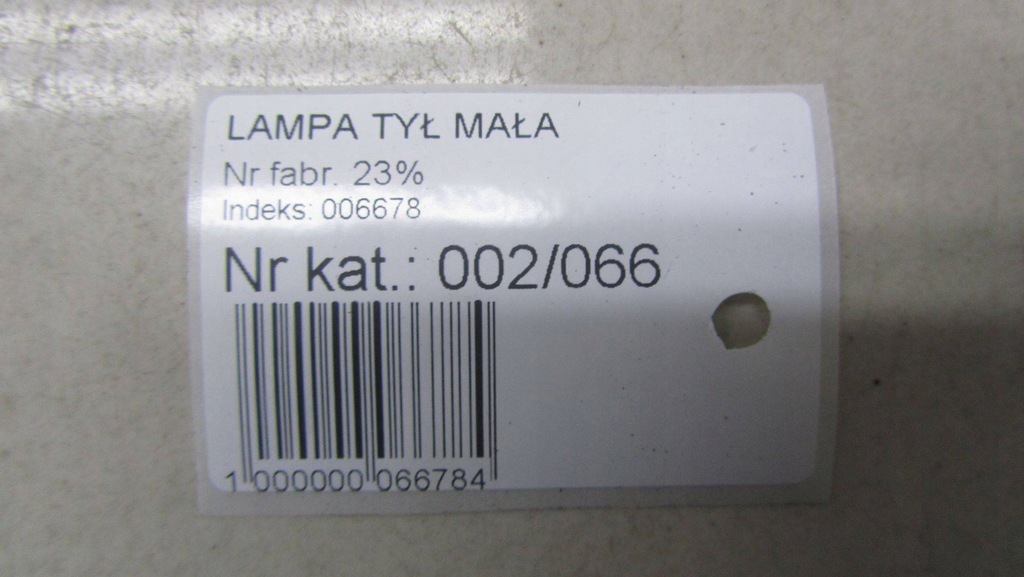 LAMPA TYŁ MAŁA
Nr fabr. 23%
Indeks: 006678
Nr kat.: 002/066
1 000000 066784